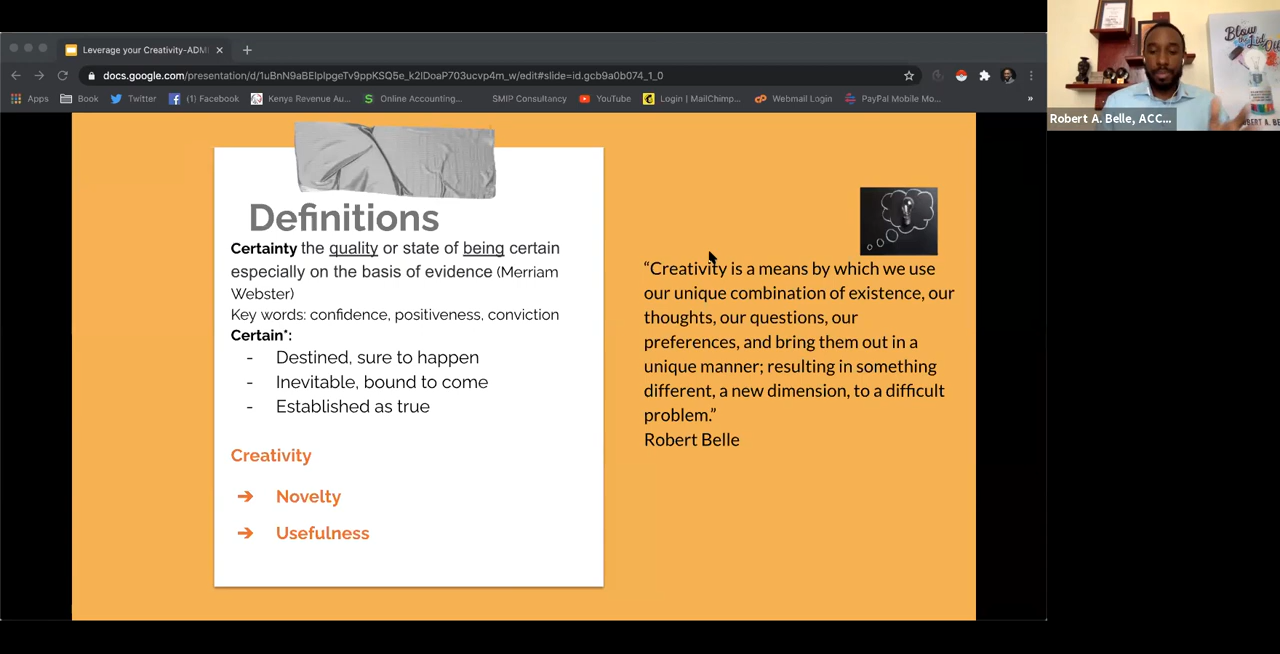 Leverage your Creativity-ADM
docs.google.com/presentation/d/1uBnN9aBEIpIpgeTv9ppKSQ5e_k2IDoaP703ucvp4m_w/edit#slide=id.gcb9a0b074_1_0
Apps Book Twitter (1) Facebook Kenya Revenue Au... Online Accounting... SMIP Consultancy YouTube Login | MailChimp... Webmail Login PayPal Mobile Mo... »
Definitions
Certainty the quality or state of being certain
especially on the basis of evidence (Merriam
Webster)
Key words: confidence, positiveness, conviction
Certain*:
- Destined, sure to happen
- Inevitable, bound to come
- Established as true
Creativity
➔ Novelty
➔ Usefulness
“Creativity is a means by which we use
our unique combination of existence, our
thoughts, our questions, our
preferences, and bring them out in a
unique manner; resulting in something
different, a new dimension, to a difficult
problem.”
Robert Belle
Blow
the Lid
Off
Robert A. Belle, ACC...